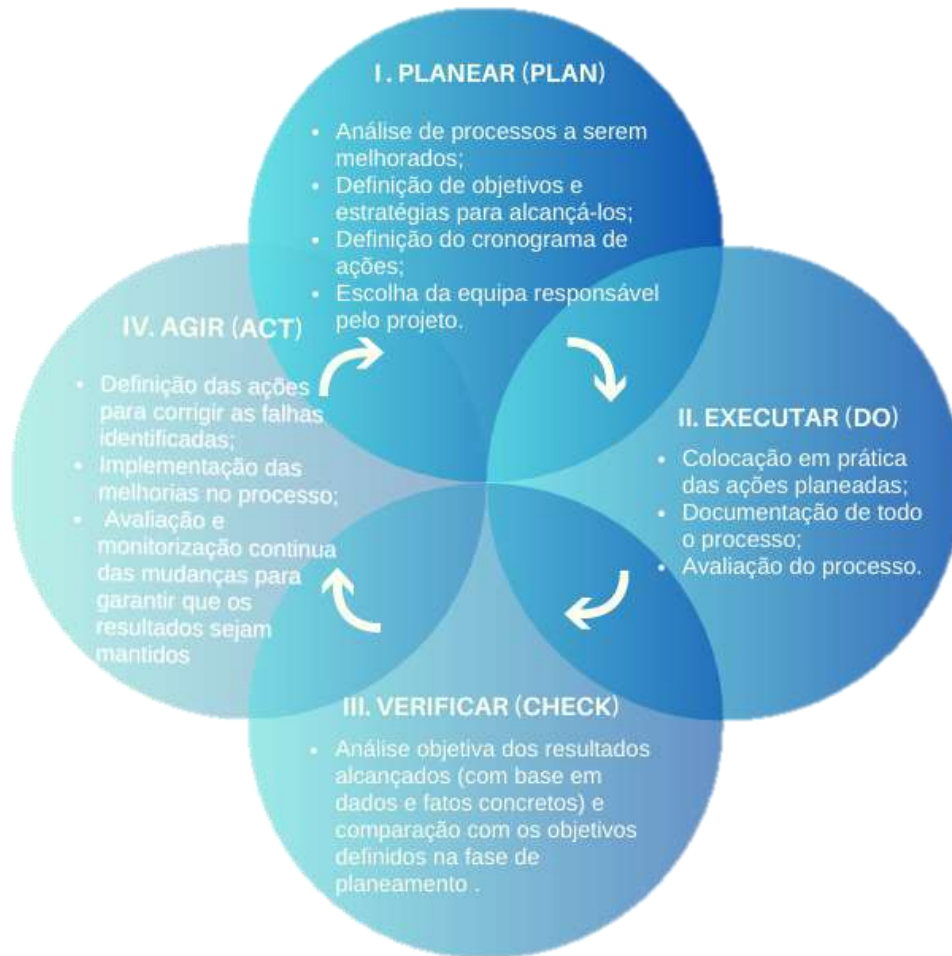 I . PLANEAR (PLAN)
• Análise de processos a serem
melhorados;
• Definição de objetivos e
estratégias para alcançá-los;
• Definição do cronograma de
ações;
• Escolha da equipa responsável
pelo projeto.
II. EXECUTAR (DO)
• Colocação em prática
das ações planeadas;
• Documentação de todo
o processo;
• Avaliação do processo.
III. VERIFICAR (CHECK)
• Análise objetiva dos resultados
alcançados (com base em
dados e fatos concretos) e
comparação com os objetivos
definidos na fase de
planeamento .
IV. AGIR (ACT)
• Definição das ações
para corrigir as falhas
identificadas;
• Implementação das
melhorias no processo;
• Avaliação e
monitorização continua
das mudanças para
garantir que os
resultados sejam
mantidos